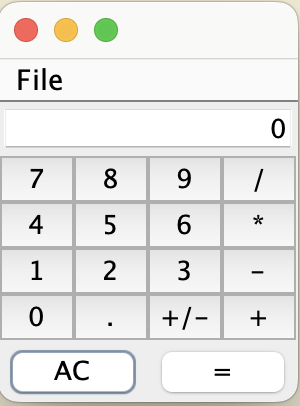 File
0
7 8 9 /
4 5 6 *
1 2 3 –
0 . +/– +
AC =